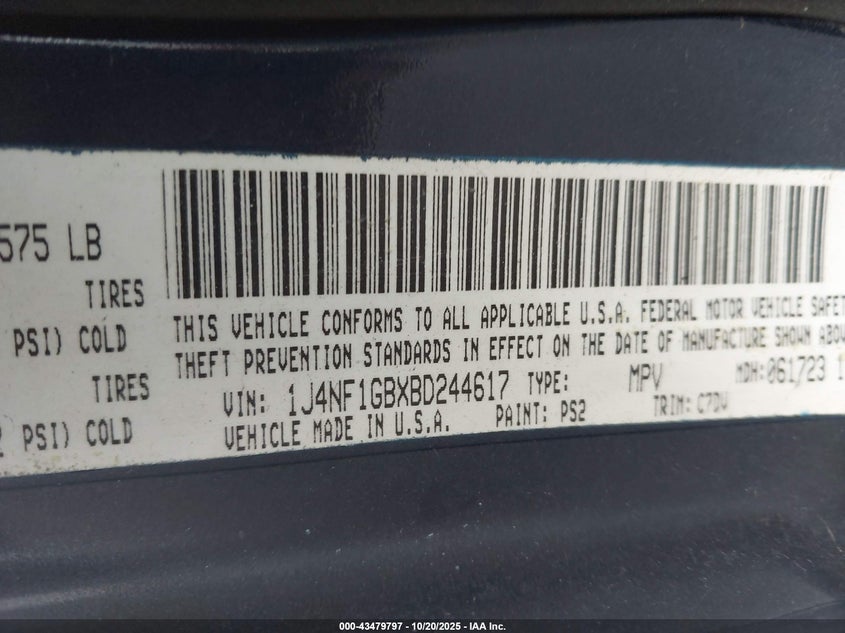 575 LB
TIRES
PSI) COLD
TIRES
PSI) COLD
THIS VEHICLE CONFORMS TO ALL APPLICABLE U.S.A. FEDERAL MOTOR VEHICLE SAFET
THEFT PREVENTION STANDARDS IN EFFECT ON THE DATE OF MANUFACTURE SHOWN ABOV
VIN: 1J4NF1GBXBD244617 TYPE: MPV MDH: 061723 1
VEHICLE MADE IN U.S.A. PAINT: PS2 TRIM: C7DV
000-43479797 - 10/20/2025 - IAA Inc.